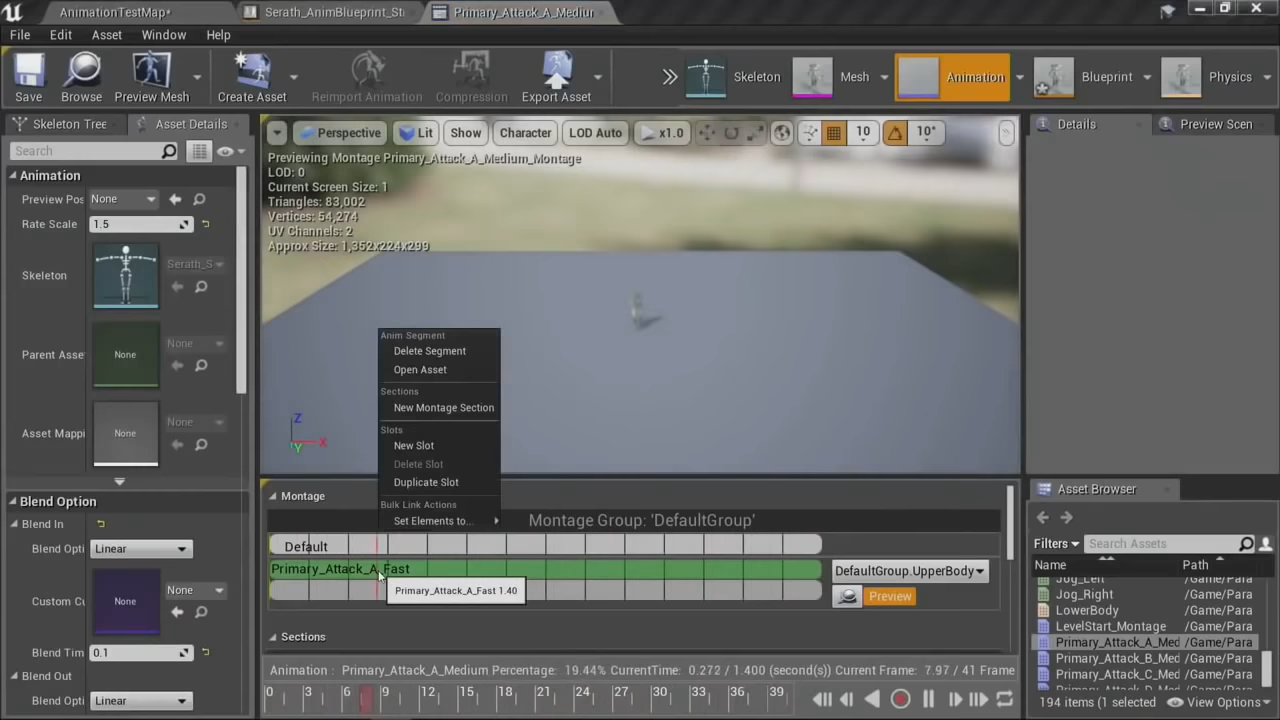 AnimationTestMap*
Serath_AnimBlueprint_St
Primary_Attack_A_Mediur
File Edit Asset Window Help
Save
Browse
Preview Mesh
Create Asset
Reimport Animation
Compression
Export Asset
Skeleton
Mesh
Animation
Blueprint
Physics
Skeleton Tree
Asset Details
Search
Animation
Preview Pos
None
Rate Scale
1.5
Skeleton
Serath_S
Parent Asse
None
None
Asset Mappi
None
None
Blend Option
Blend In
Blend Opti
Linear
Custom Cu
None
None
Blend Tim
0.1
Blend Out
Blend Opti
Linear
Perspective
Lit
Show
Character
LOD Auto
x1.0
10
10°
Previewing Montage Primary_Attack_A_Medium_Montage
LOD: 0
Current Screen Size: 1
Triangles: 83,002
Vertices: 54,274
UV Channels: 2
Approx Size: 1,352x224x299
Z
X
Y
Anim Segment
Delete Segment
Open Asset
Sections
New Montage Section
Slots
New Slot
Delete Slot
Duplicate Slot
Bulk Link Actions
Set Elements to...
Montage
Montage Group: 'DefaultGroup'
Default
Primary_Attack_A_Fast
Primary_Attack_A_Fast 1.40
DefaultGroup.UpperBody
Preview
Sections
Animation : Primary_Attack_A_Medium Percentage: 19.44% CurrentTime: 0.272 / 1.400 (second(s)) Current Frame: 7.97 / 41 Frame
0 3 6 9 12 15 18 21 24 27 30 33 36 39
Details
Preview Scen
Asset Browser
Filters
Search Assets
Name
Path
Jog_Left /Game/Para
Jog_Right /Game/Para
LowerBody /Game/Para
LevelStart_Montage /Game/Para
Primary_Attack_A_Med /Game/Para
Primary_Attack_B_Med /Game/Para
Primary_Attack_C_Med /Game/Para
194 items (1 selected
View Options